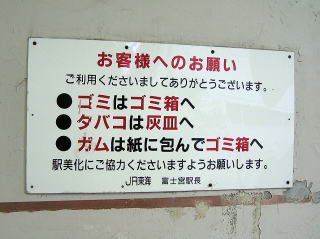 お客様へのお願い
ご利用くださいましてありがとうございます。
●ゴミはゴミ箱へ
●タバコは灰皿へ
●ガムは紙に包んでゴミ箱へ
駅美化にご協力くださいますようお願いします。
JR東海 富士宮駅長